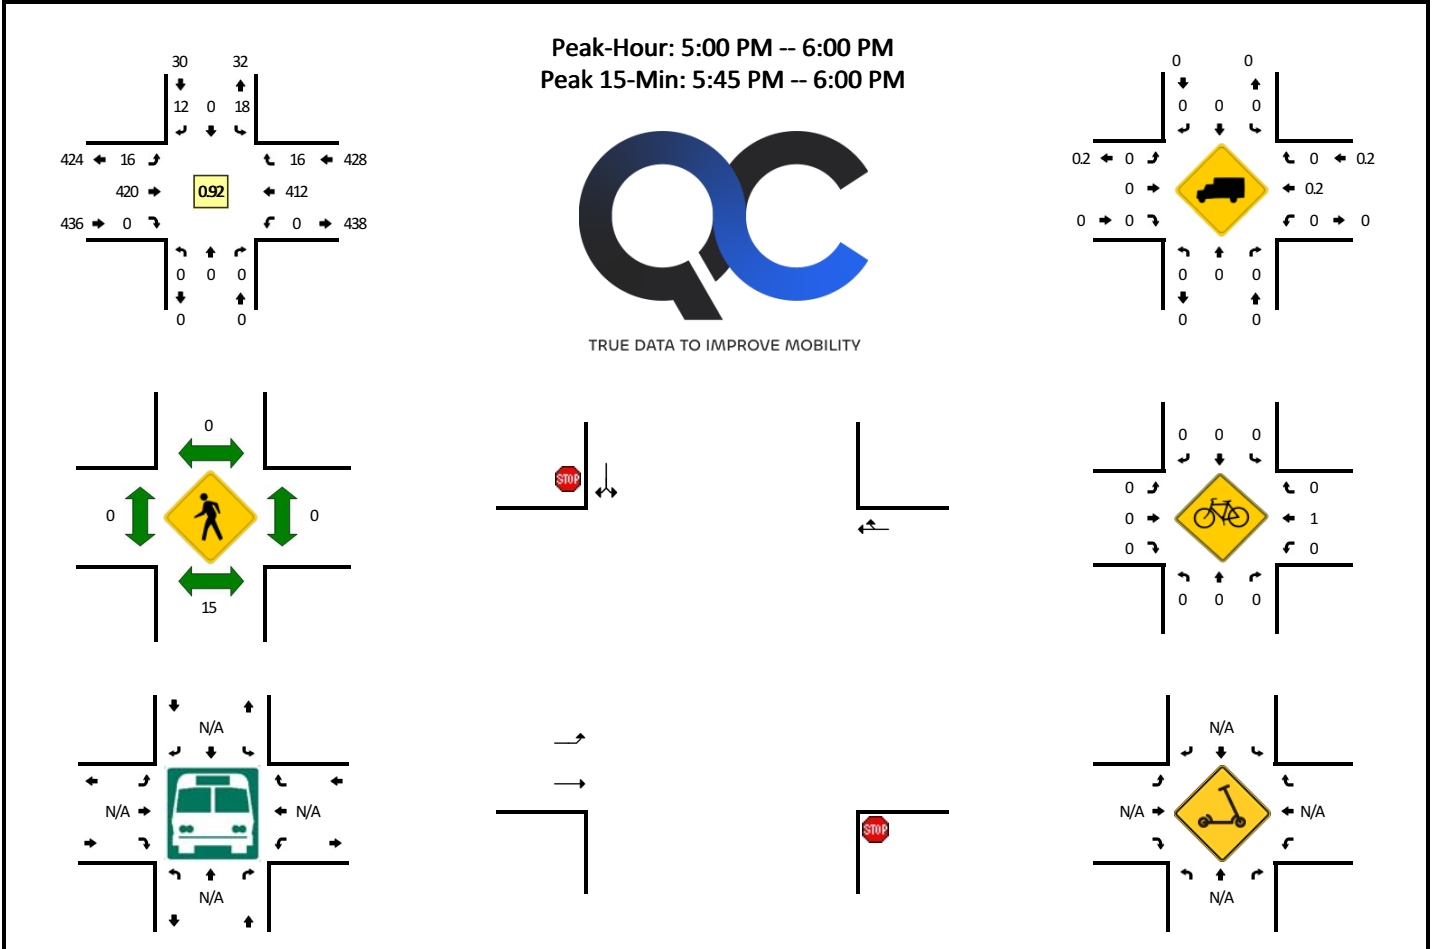 Peak-Hour: 5:00 PM -- 6:00 PM
Peak 15-Min: 5:45 PM -- 6:00 PM
30 32
12 0 18
424 16 16 428
420 0.92 412
436 0 0 438
0 0 0
0 0
TRUE DATA TO IMPROVE MOBILITY
0 0
0 0 0
0.2 0 0 0.2
0 0.2
0 0 0 0
0 0 0
0 0
0
0 0
15
STOP
STOP
0 0 0
0 0
0 1
0 0
0 0 0
N/A
N/A N/A
N/A
N/A
N/A N/A
N/A